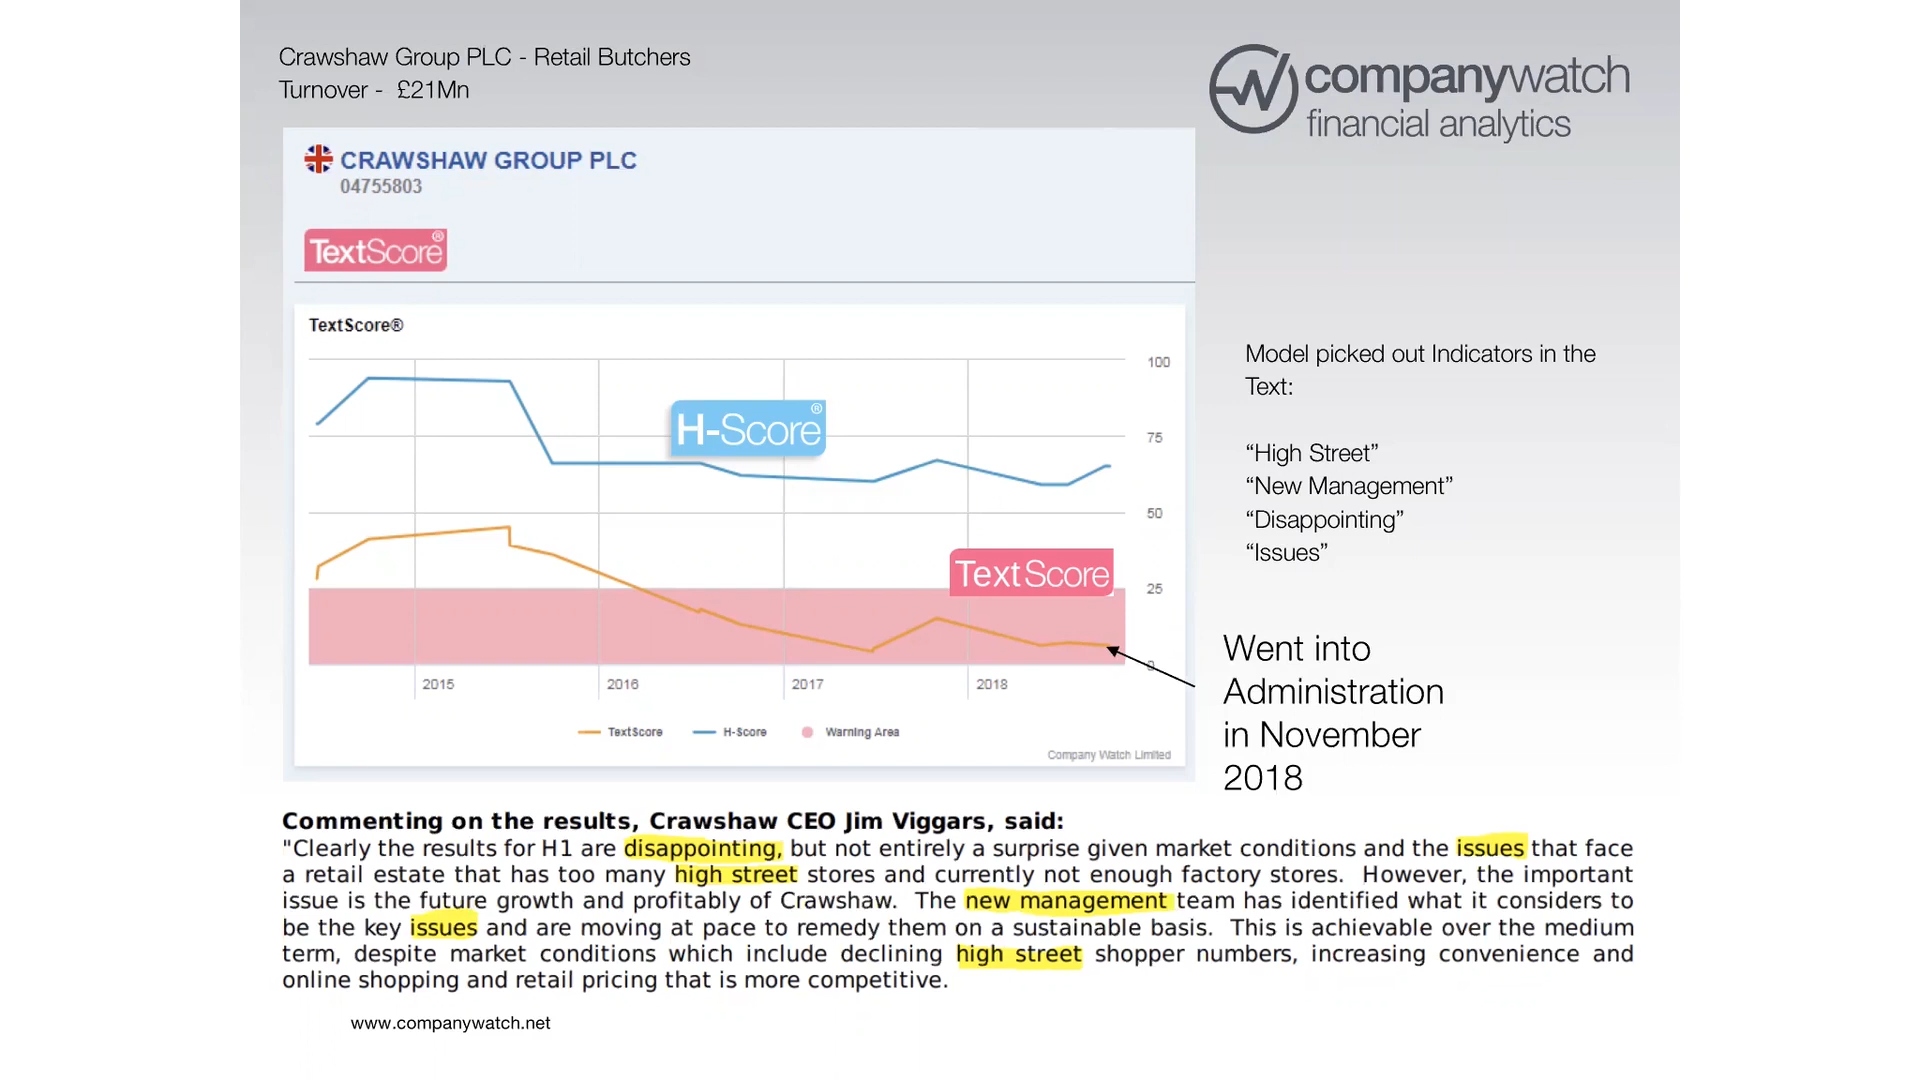 Crawshaw Group PLC - Retail Butchers
Turnover - £21Mn
companywatch
financial analytics
CRAWSHAW GROUP PLC
04755803
TextScore®
TextScore®
100
75
50
25
0
H-Score®
TextScore
2015 2016 2017 2018
TextScore H-Score Warning Area
Company Watch Limited
Model picked out Indicators in the
Text:
“High Street”
“New Management”
“Disappointing”
“Issues”
Went into
Administration
in November
2018
Commenting on the results, Crawshaw CEO Jim Viggars, said:
"Clearly the results for H1 are disappointing, but not entirely a surprise given market conditions and the issues that face
a retail estate that has too many high street stores and currently not enough factory stores. However, the important
issue is the future growth and profitably of Crawshaw. The new management team has identified what it considers to
be the key issues and are moving at pace to remedy them on a sustainable basis. This is achievable over the medium
term, despite market conditions which include declining high street shopper numbers, increasing convenience and
online shopping and retail pricing that is more competitive.
www.companywatch.net